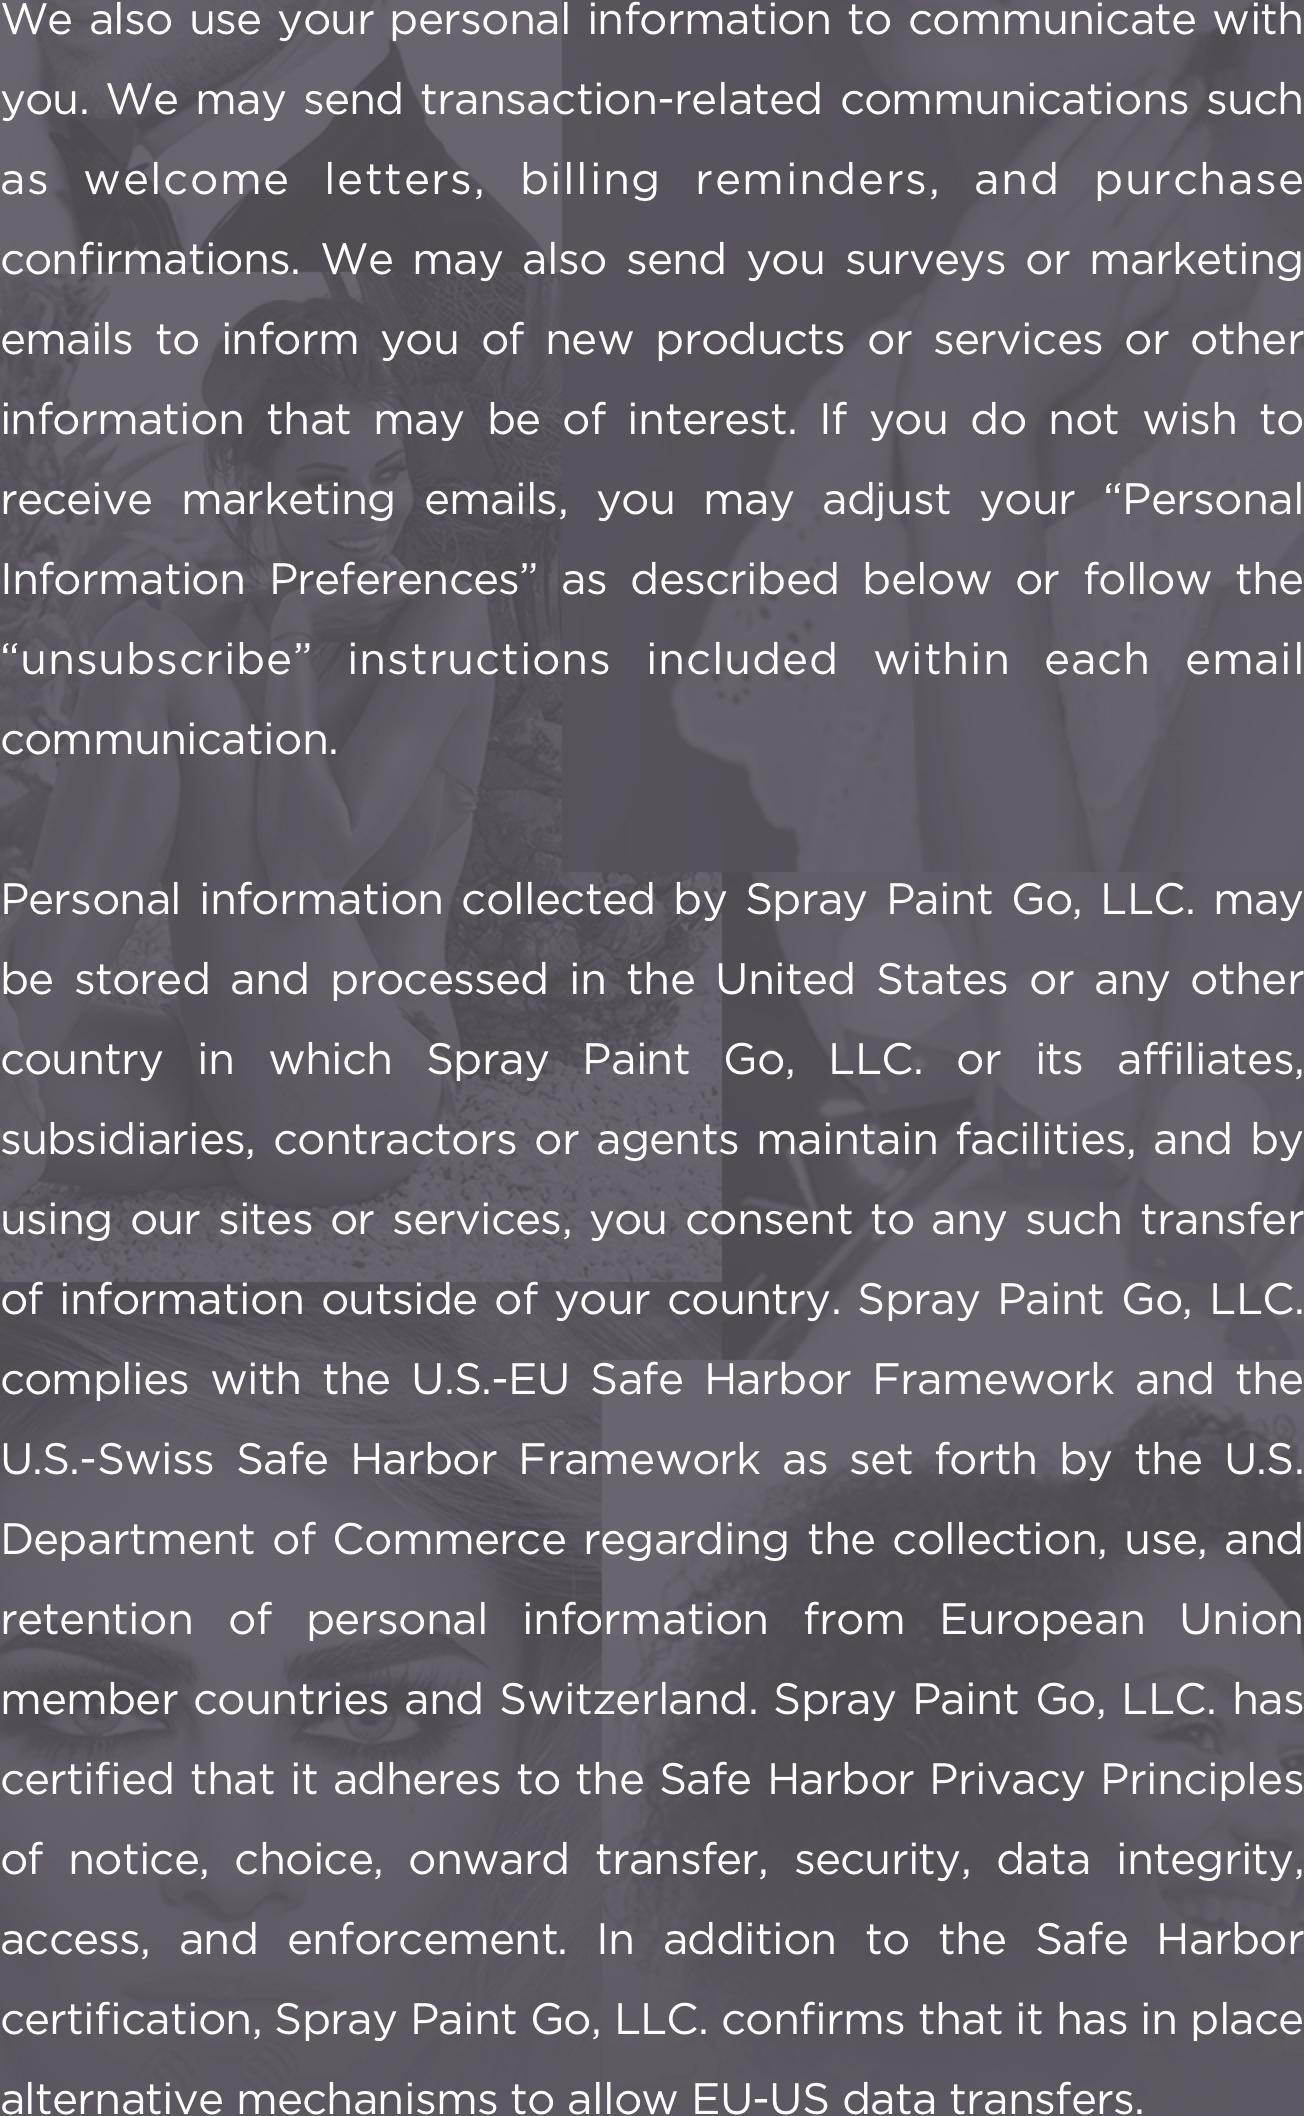 We also use your personal information to communicate with
you. We may send transaction-related communications such
as welcome letters, billing reminders, and purchase
confirmations. We may also send you surveys or marketing
emails to inform you of new products or services or other
information that may be of interest. If you do not wish to
receive marketing emails, you may adjust your “Personal
Information Preferences” as described below or follow the
“unsubscribe” instructions included within each email
communication.
Personal information collected by Spray Paint Go, LLC. may
be stored and processed in the United States or any other
country in which Spray Paint Go, LLC. or its affiliates,
subsidiaries, contractors or agents maintain facilities, and by
using our sites or services, you consent to any such transfer
of information outside of your country. Spray Paint Go, LLC.
complies with the U.S.-EU Safe Harbor Framework and the
U.S.-Swiss Safe Harbor Framework as set forth by the U.S.
Department of Commerce regarding the collection, use, and
retention of personal information from European Union
member countries and Switzerland. Spray Paint Go, LLC. has
certified that it adheres to the Safe Harbor Privacy Principles
of notice, choice, onward transfer, security, data integrity,
access, and enforcement. In addition to the Safe Harbor
certification, Spray Paint Go, LLC. confirms that it has in place
alternative mechanisms to allow EU-US data transfers.